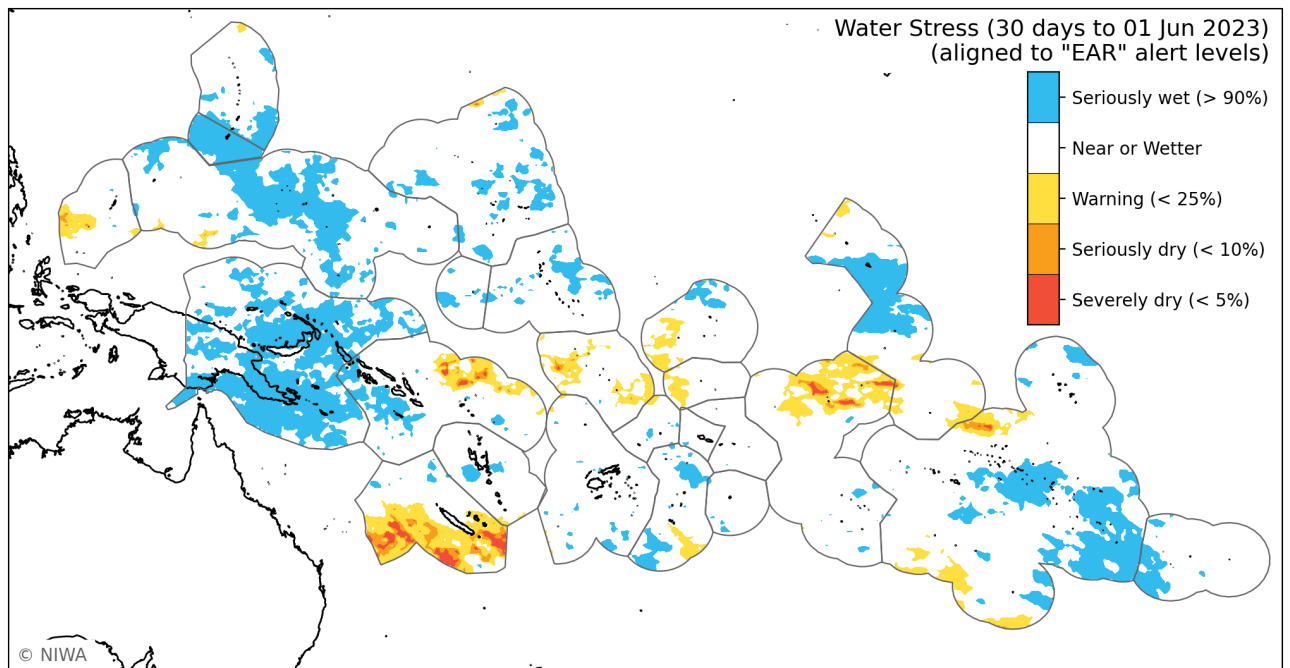 Water Stress (30 days to 01 Jun 2023)
(aligned to "EAR" alert levels)
Seriously wet (> 90%)
Near or Wetter
Warning (< 25%)
Seriously dry (< 10%)
Severely dry (< 5%)
© NIWA